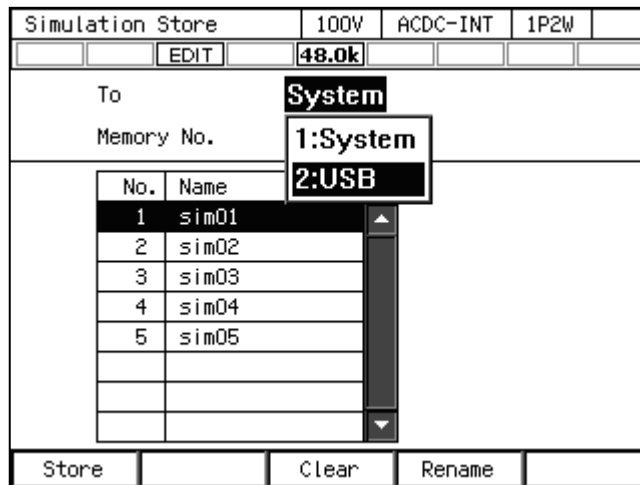 Simulation Store 100V ACDC-INT 1P2W
EDIT 48.0k
To System
Memory No. 1:System
2:USB
No. Name
1 sim01
2 sim02
3 sim03
4 sim04
5 sim05
Store Clear Rename